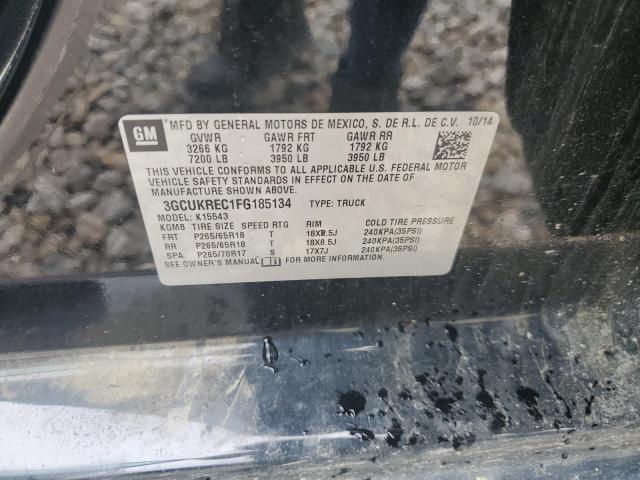 GM MFD BY GENERAL MOTORS DE MEXICO, S. DE R.L. DE C.V. 10/14
GVWR GAWR FRT GAWR RR
3266 KG 1792 KG 1792 KG
7200 LB 3950 LB 3950 LB
THIS VEHICLE CONFORMS TO ALL APPLICABLE U.S. FEDERAL MOTOR
VEHICLE SAFETY STANDARDS IN EFFECT ON THE DATE OF
MANUFACTURE SHOWN ABOVE.
3GCUKREC1FG185134 TYPE: TRUCK
MODEL: K15543
KGMB TIRE SIZE SPEED RTG RIM COLD TIRE PRESSURE
FRT P265/65R18 T 18X8.5J 240KPA(35PSI)
RR P265/65R18 T 18X8.5J 240KPA(35PSI)
SPA P265/70R17 S 17X7J 240KPA(35PSI)
SEE OWNER'S MANUAL FOR MORE INFORMATION.